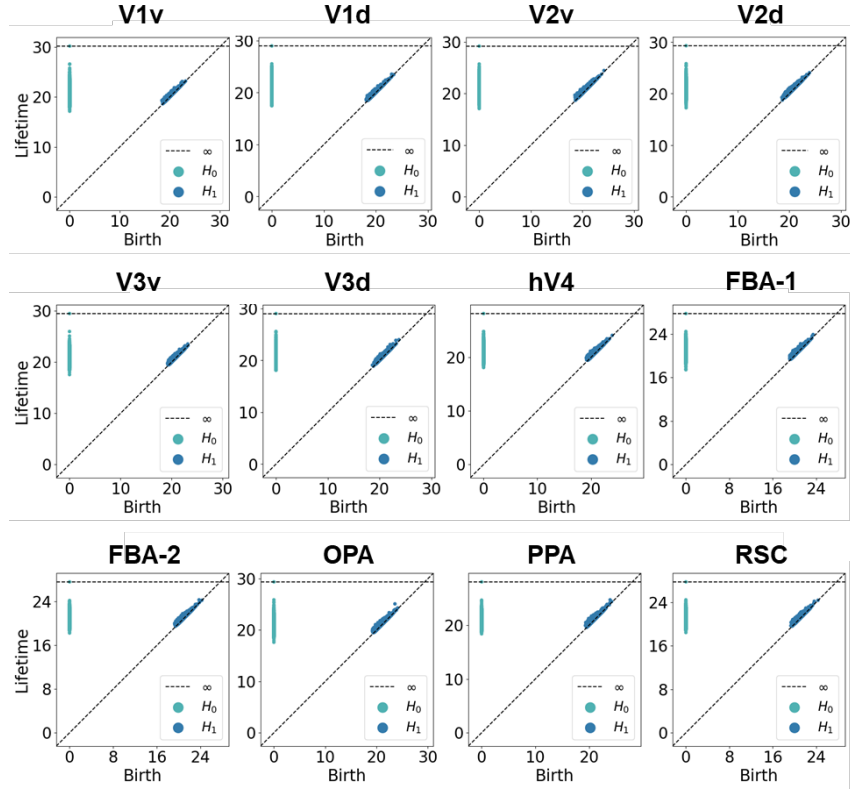 V1v V1d V2v V2d
30
20
10
0
Lifetime
∞
H₀
H₁
0 10 20 30
Birth
30
20
10
0
∞
H₀
H₁
0 10 20 30
Birth
30
20
10
0
∞
H₀
H₁
0 10 20 30
Birth
30
20
10
0
∞
H₀
H₁
0 10 20 30
Birth
V3v V3d hV4 FBA-1
30
20
10
0
Lifetime
∞
H₀
H₁
0 10 20 30
Birth
30
20
10
0
∞
H₀
H₁
0 10 20 30
Birth
20
10
0
∞
H₀
H₁
0 10 20
Birth
24
16
8
0
∞
H₀
H₁
0 8 16 24
Birth
FBA-2 OPA PPA RSC
24
16
8
0
Lifetime
∞
H₀
H₁
0 8 16 24
Birth
30
20
10
0
∞
H₀
H₁
0 10 20 30
Birth
20
10
0
∞
H₀
H₁
0 10 20
Birth
24
16
8
0
∞
H₀
H₁
0 8 16 24
Birth